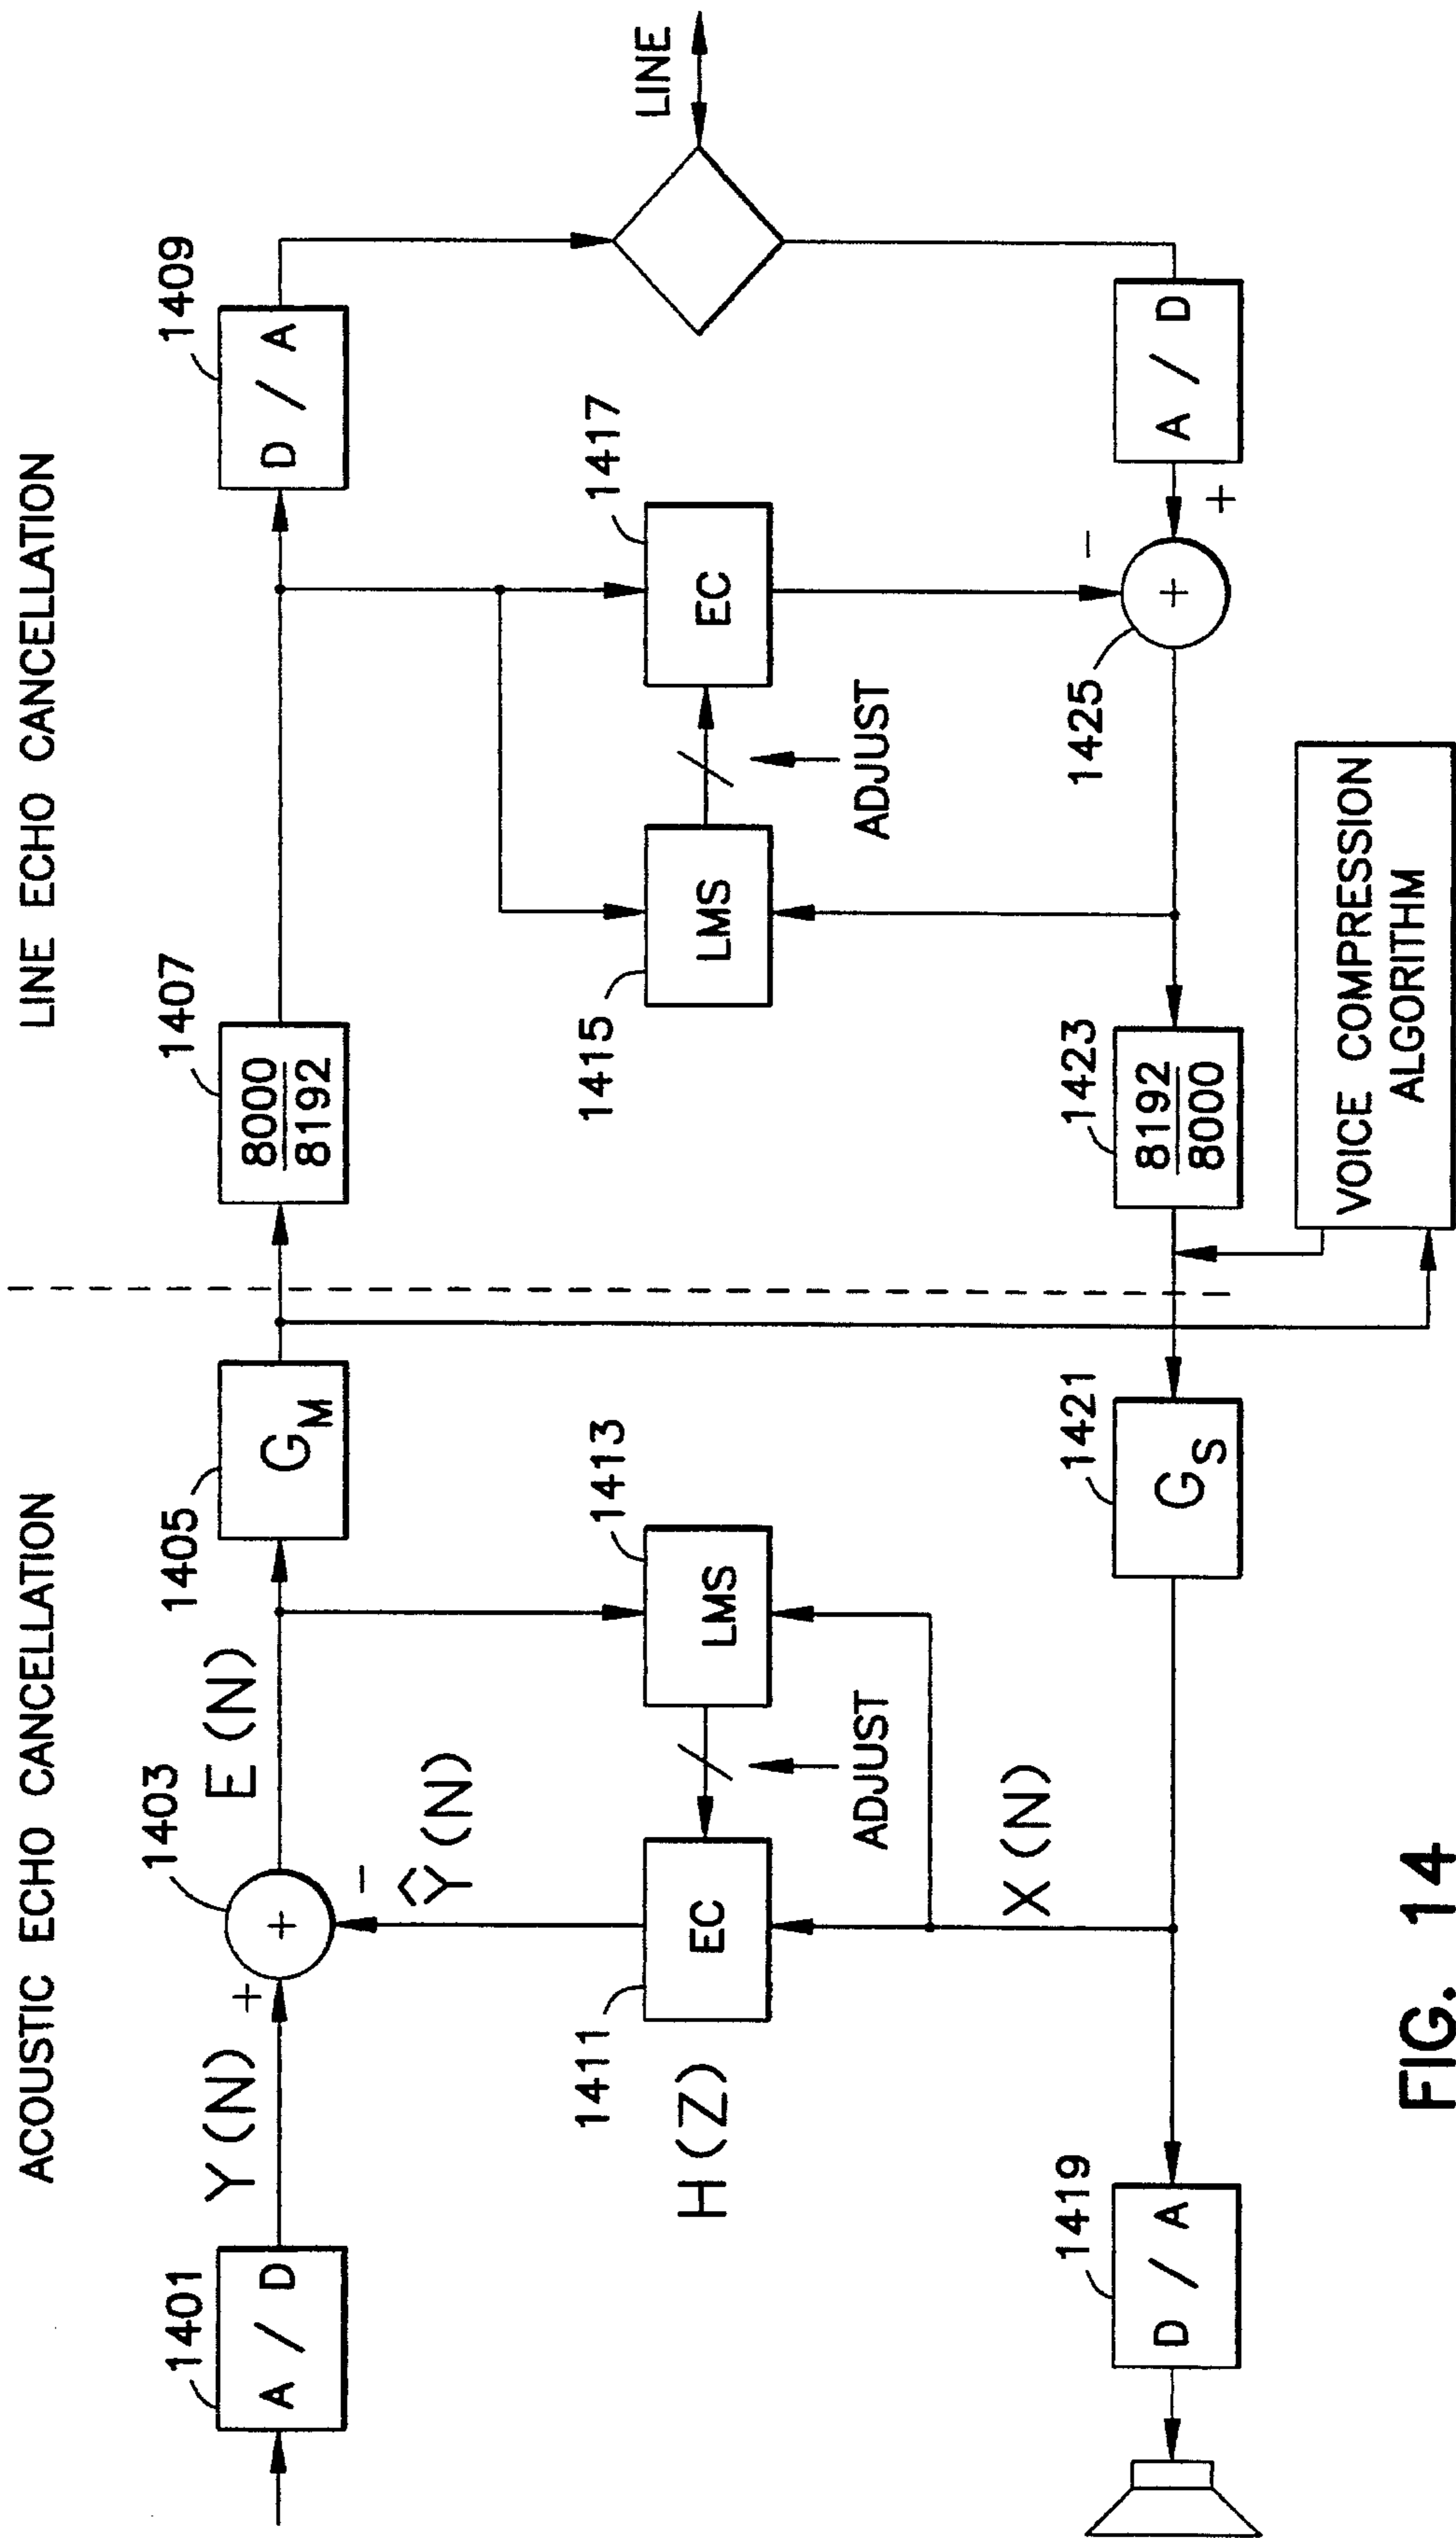 ACOUSTIC ECHO CANCELLATION
LINE ECHO CANCELLATION
1401
A / D
Y(N)
+
1403
+
-
Ŷ(N)
E(N)
1405
G_M
1407
8000
8192
1409
D / A
LINE
1411
EC
H(Z)
ADJUST
1413
LMS
1415
LMS
ADJUST
1417
EC
X(N)
1419
D / A
1421
G_S
1423
8192
8000
1425
+
-
+
A / D
VOICE COMPRESSION
ALGORITHM
FIG. 14